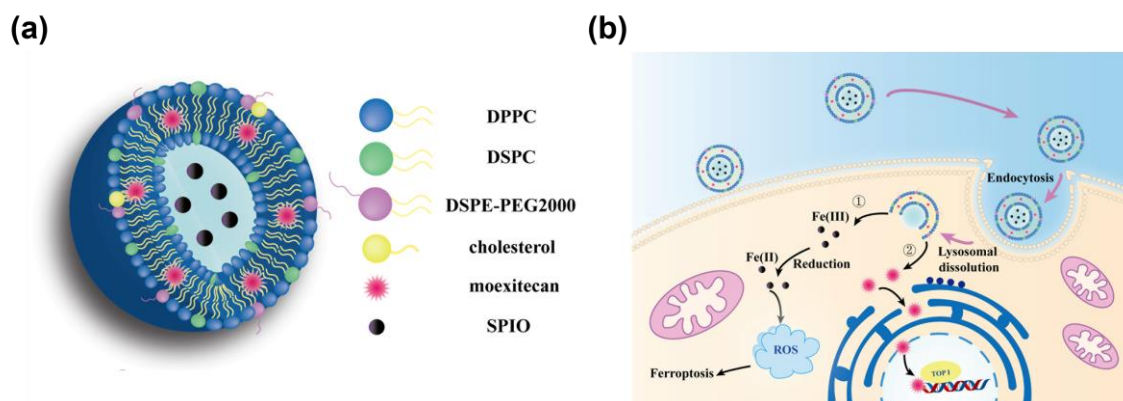 (a)
DPPC
DSPC
DSPE-PEG2000
cholesterol
moexitecan
SPIO
(b)
Endocytosis
①
Fe(III)
②
Lysosomal
dissolution
Fe(II)
Reduction
ROS
Ferroptosis
TOP1